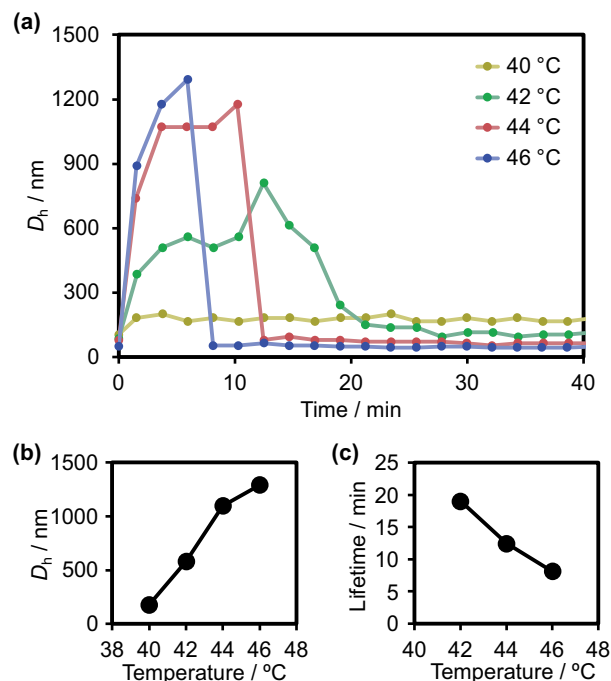 (a)
1500
1200
900
600
300
0
Dh / nm
40 °C
42 °C
44 °C
46 °C
0 10 20 30 40
Time / min
(b)
1500
1000
500
0
Dh / nm
38 40 42 44 46 48
Temperature / ºC
(c)
25
20
15
10
5
0
Lifetime / min
40 42 44 46 48
Temperature / ºC